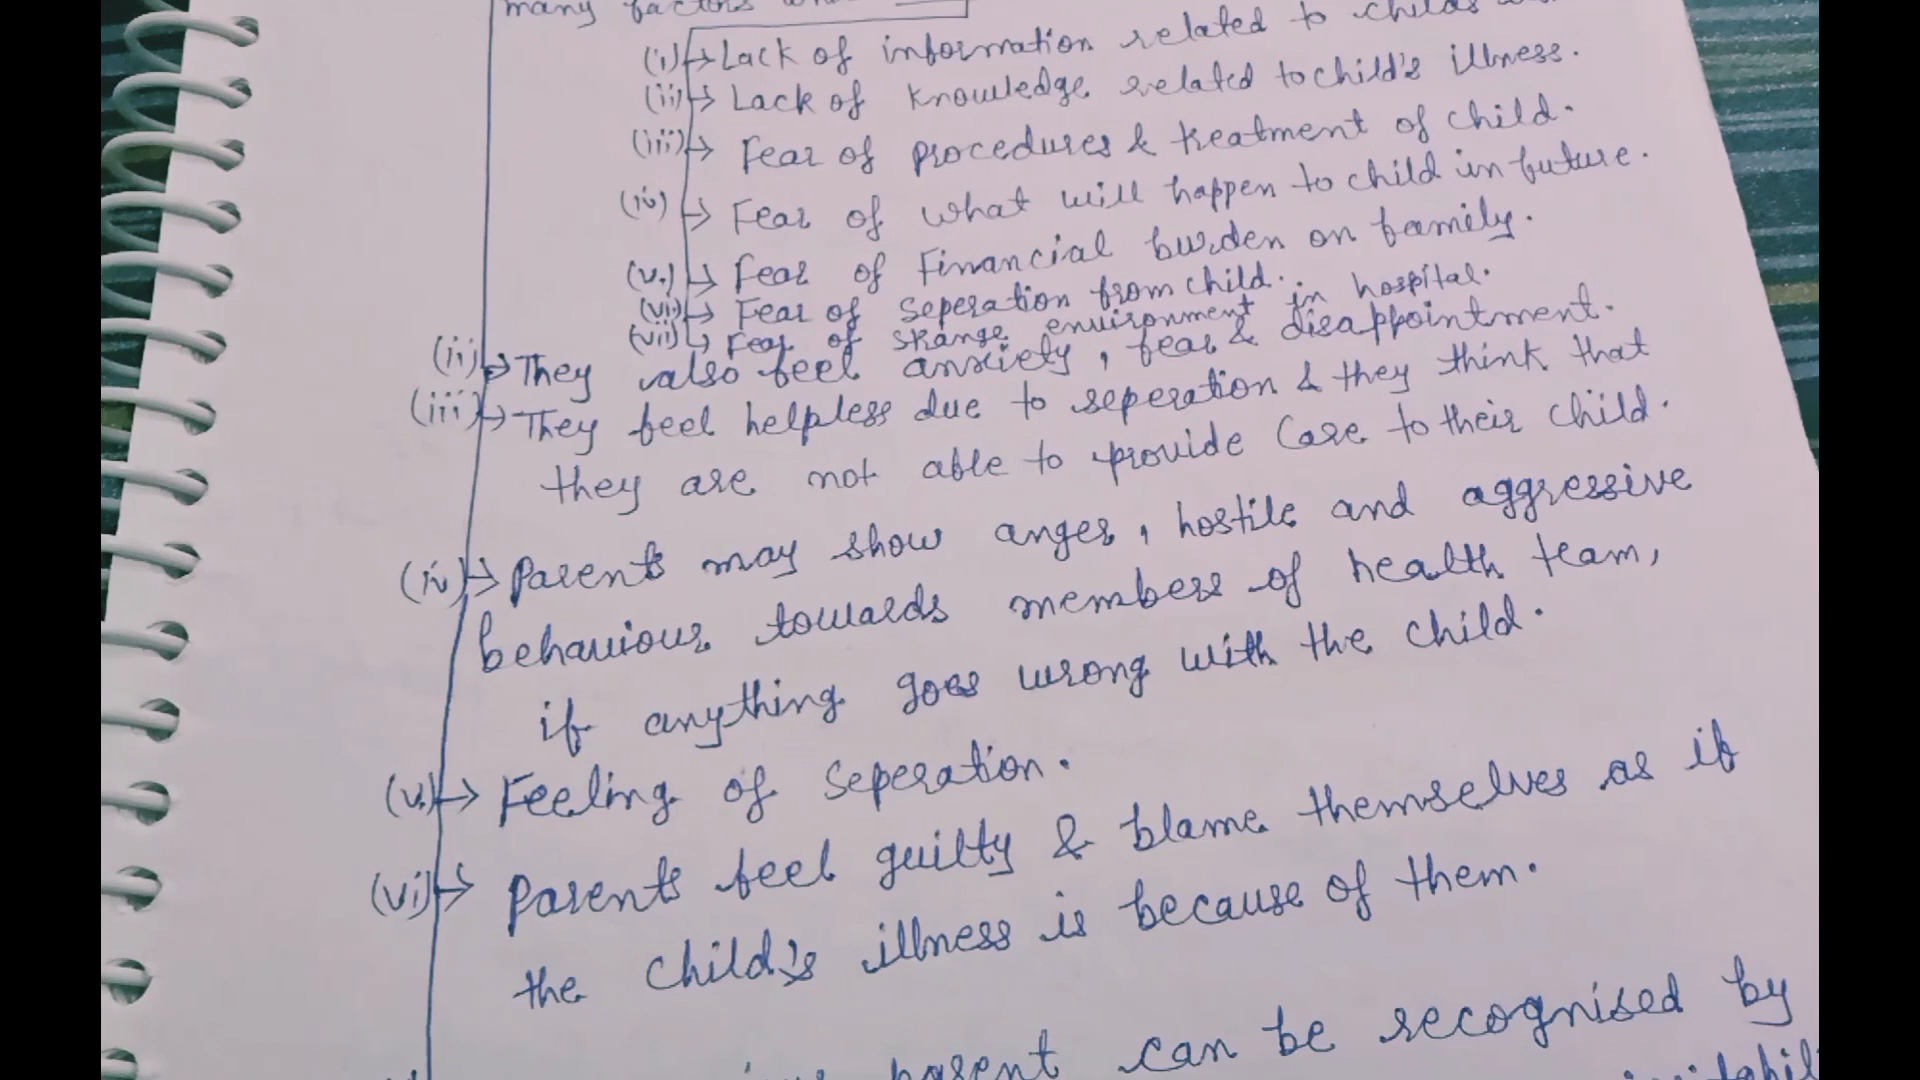 many factors
(i) → Lack of information related to child's
(ii) → Lack of knowledge related to child's illness.
(iii) → Fear of procedures & treatment of child.
(iv) → Fear of what will happen to child in future.
(v.) → Fear of Financial burden on family.
(vi) → Fear of seperation from child.
(vii) → Fear of strange environment in hospital.
(ii) → They also feel anxiety, fear & disappointment.
(iii) → They feel helpless due to seperation & they think that
they are not able to provide care to their child.
(iv) → Parents may show anger, hostile and aggressive
behaviour towards members of health team,
if anything goes wrong with the child.
(v.) → Feeling of seperation.
(vi) → Parents feel guilty & blame themselves as if
the child's illness is because of them.
parent can be recognised by